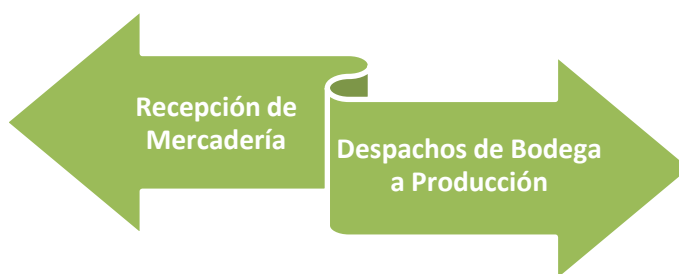 Recepción de
Mercadería
Despachos de Bodega
a Producción